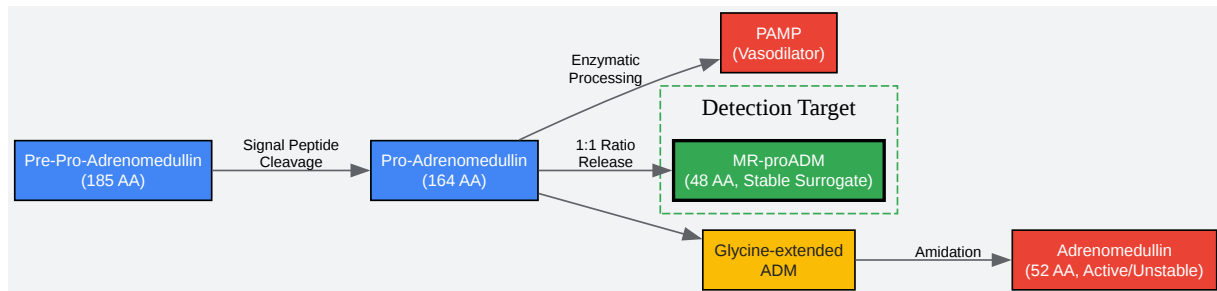 PAMP
(Vasodilator)
Enzymatic
Processing
Detection Target
Pre-Pro-Adrenomedullin
(185 AA)
Signal Peptide
Cleavage
Pro-Adrenomedullin
(164 AA)
1:1 Ratio
Release
MR-proADM
(48 AA, Stable Surrogate)
Glycine-extended
ADM
Amidation
Adrenomedullin
(52 AA, Active/Unstable)